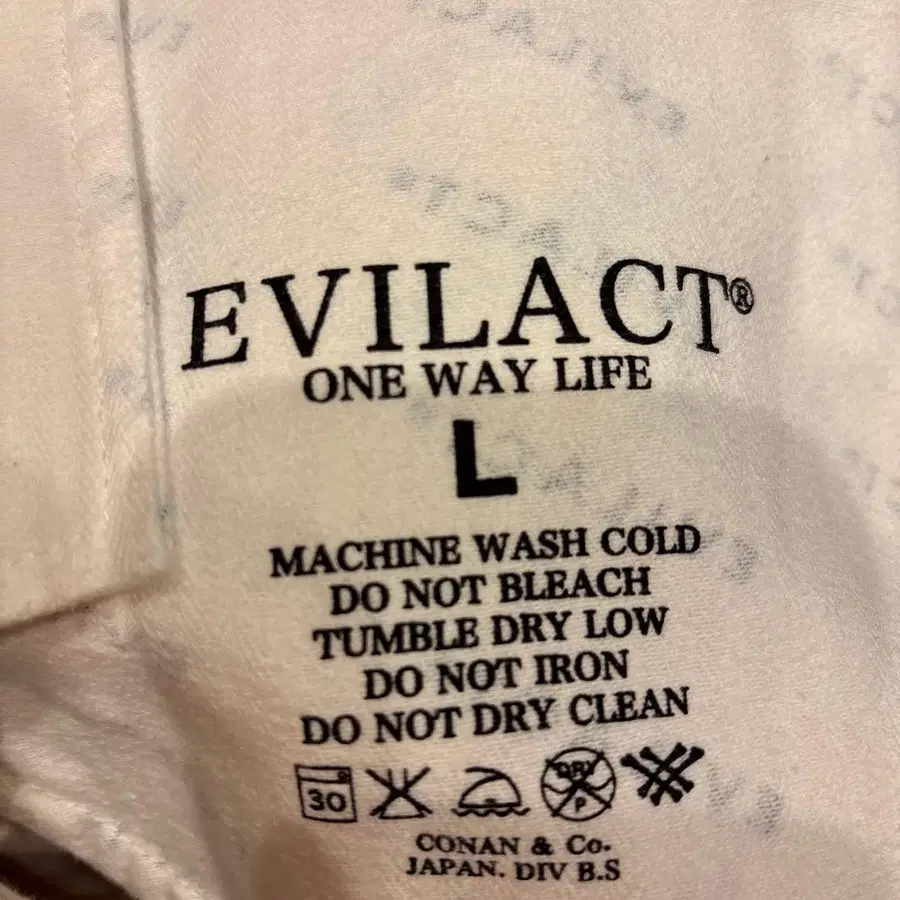 EVILACT®
ONE WAY LIFE
L
MACHINE WASH COLD
DO NOT BLEACH
TUMBLE DRY LOW
DO NOT IRON
DO NOT DRY CLEAN
30 DRY P
CONAN & Co.
JAPAN. DIV B.S